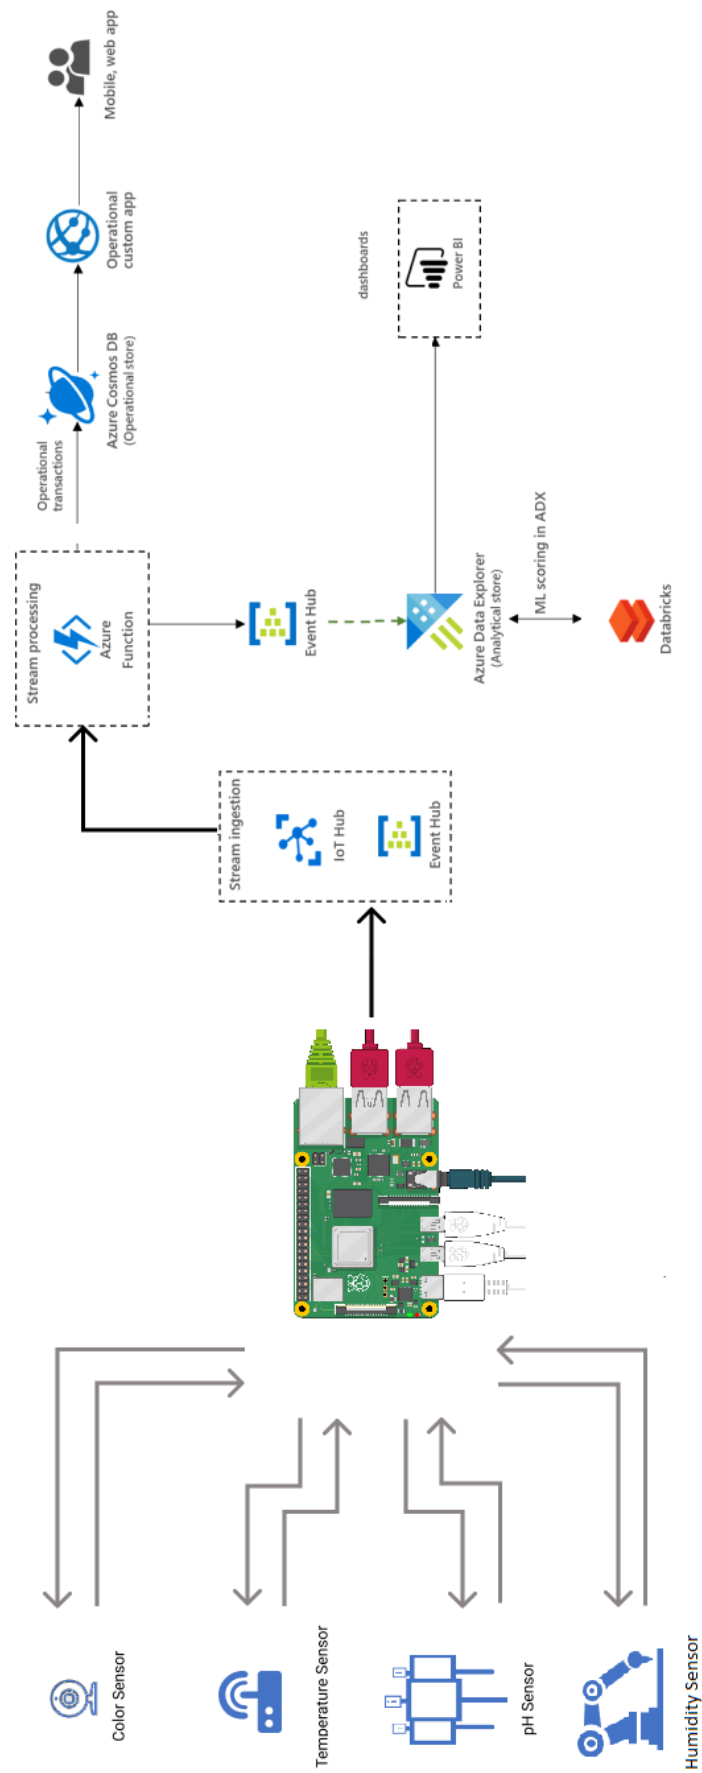 Color Sensor
Temperature Sensor
pH Sensor
Humidity Sensor
Stream ingestion
IoT Hub
Event Hub
Stream processing
Azure
Function
Operational
transactions
Azure Cosmos DB
(Operational store)
Operational
custom app
Mobile, web app
Event Hub
Azure Data Explorer
(Analytical store)
ML scoring in ADX
Databricks
dashboards
Power BI